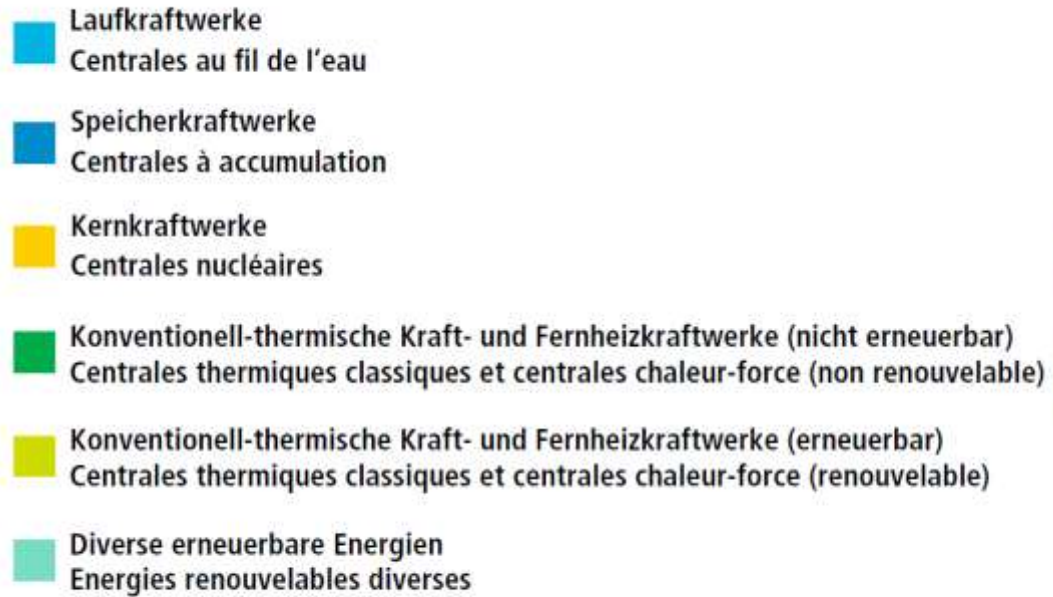 Laufkraftwerke
Centrales au fil de l’eau
Speicherkraftwerke
Centrales à accumulation
Kernkraftwerke
Centrales nucléaires
Konventionell-thermische Kraft- und Fernheizkraftwerke (nicht erneuerbar)
Centrales thermiques classiques et centrales chaleur-force (non renouvelable)
Konventionell-thermische Kraft- und Fernheizkraftwerke (erneuerbar)
Centrales thermiques classiques et centrales chaleur-force (renouvelable)
Diverse erneuerbare Energien
Energies renouvelables diverses